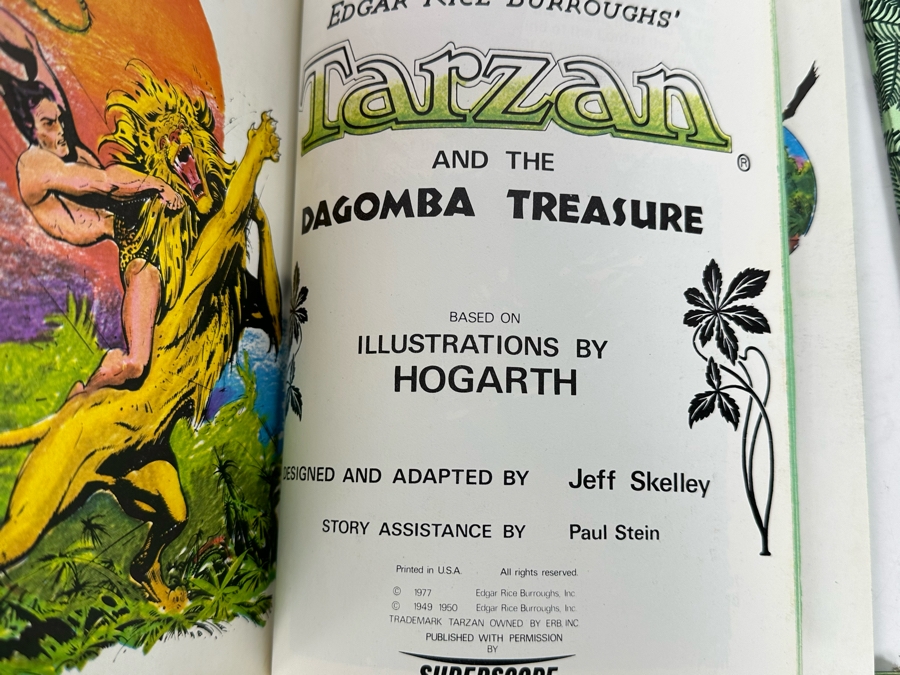 EDGAR RICE BURROUGHS'
Tarzan ®
AND THE
DAGOMBA TREASURE
BASED ON
ILLUSTRATIONS BY
HOGARTH
DESIGNED AND ADAPTED BY Jeff Skelley
STORY ASSISTANCE BY Paul Stein
Printed in U.S.A. All rights reserved.
© 1977 Edgar Rice Burroughs, Inc.
© 1949 1950 Edgar Rice Burroughs, Inc.
TRADEMARK TARZAN OWNED BY ERB, INC
PUBLISHED WITH PERMISSION
BY
SUPERSCOPE